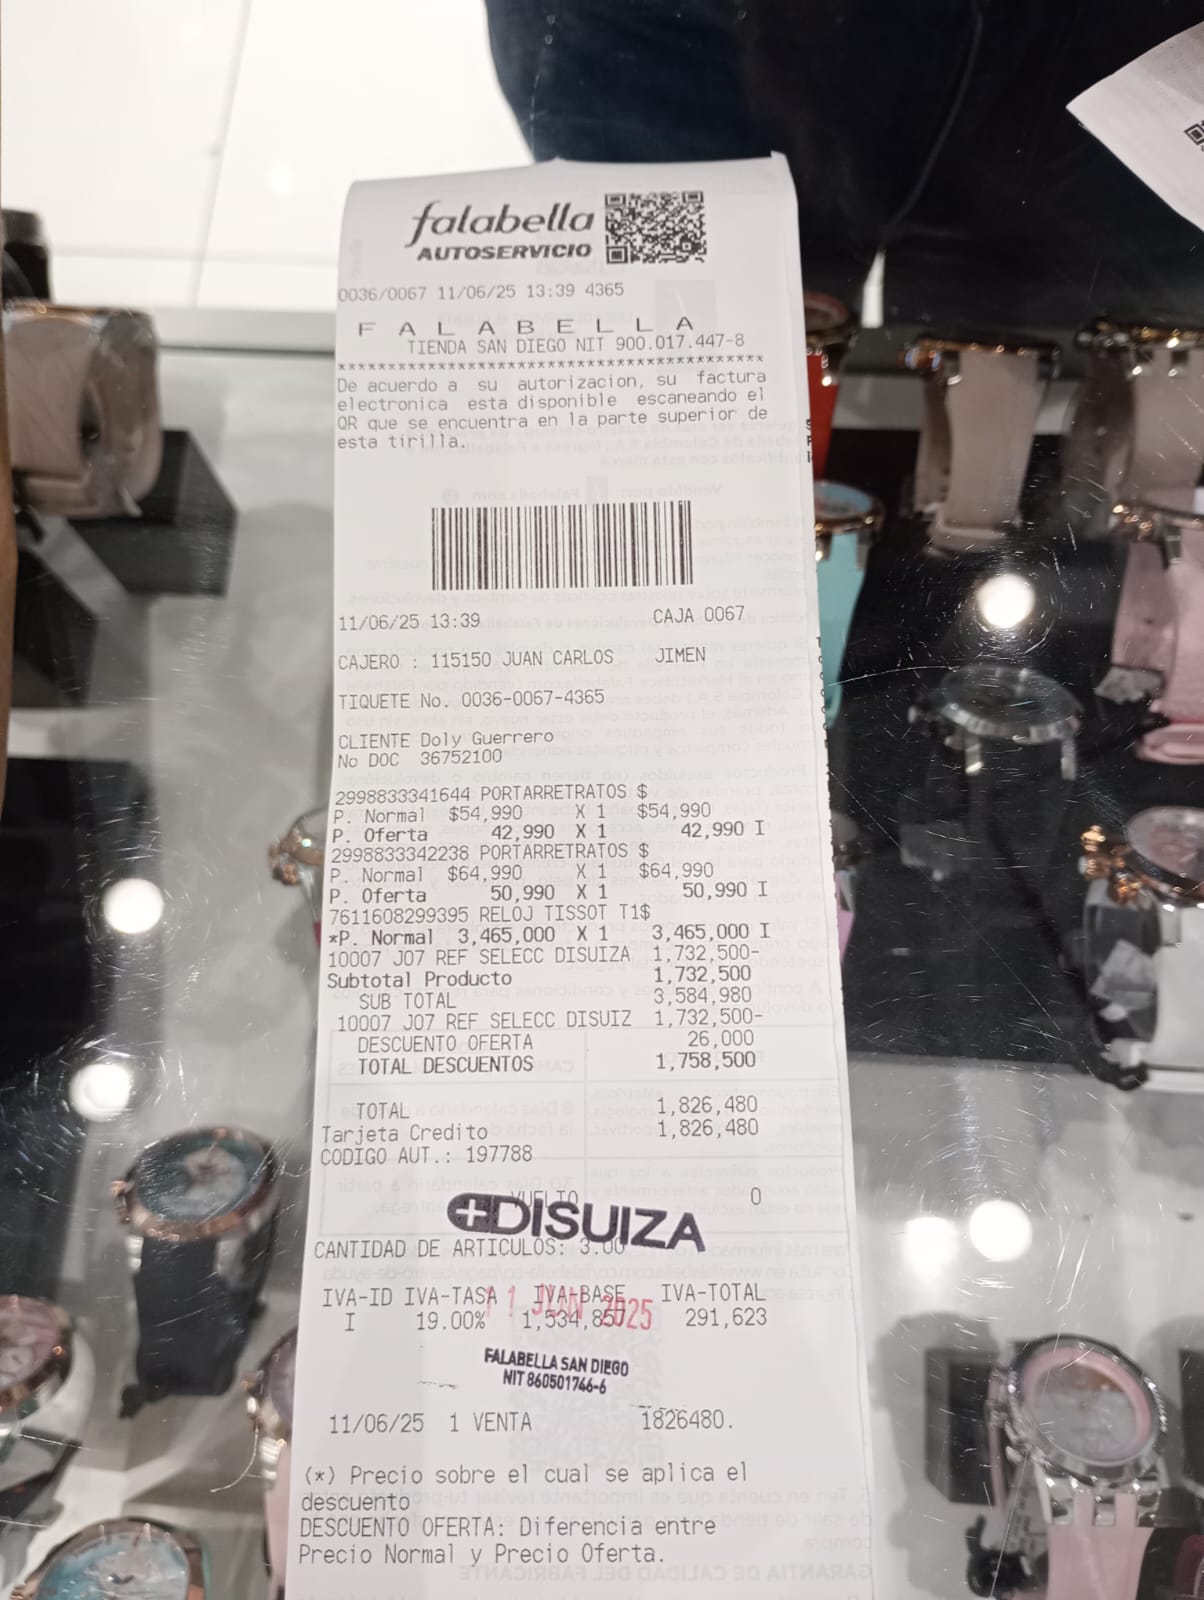 falabella
AUTOSERVICIO
0036/0067 11/06/25 13:39 4365
F A L A B E L L A
TIENDA SAN DIEGO NIT 900.017.447-8
****************************************
De acuerdo a su autorizacion, su factura
electronica esta disponible escaneando el
QR que se encuentra en la parte superior de
esta tirilla.
11/06/25 13:39 CAJA 0067
CAJERO : 115150 JUAN CARLOS JIMEN
TIQUETE No. 0036-0067-4365
CLIENTE Doly Guerrero
No DOC 36752100
2998833341644 PORTARRETRATOS $
P. Normal $54,990 X 1 $54,990
P. Oferta 42,990 X 1 42,990 I
2998833342238 PORTARRETRATOS $
P. Normal $64,990 X 1 $64,990
P. Oferta 50,990 X 1 50,990 I
7611608299395 RELOJ TISSOT T1$
*P. Normal 3,465,000 X 1 3,465,000 I
10007 J07 REF SELECC DISUIZA 1,732,500-
Subtotal Producto 1,732,500
SUB TOTAL 3,584,980
10007 J07 REF SELECC DISUIZ 1,732,500-
DESCUENTO OFERTA 26,000
TOTAL DESCUENTOS 1,758,500
TOTAL 1,826,480
Tarjeta Credito 1,826,480
CODIGO AUT.: 197788
VUELTO 0
DISUIZA
CANTIDAD DE ARTICULOS: 3.00
IVA-ID IVA-TASA IVA-BASE IVA-TOTAL
11 JUN 2025
I 19.00% 1,534,857 291,623
FALABELLA SAN DIEGO
NIT 860501746-6
11/06/25 1 VENTA 1826480.
(*) Precio sobre el cual se aplica el
descuento
DESCUENTO OFERTA: Diferencia entre
Precio Normal y Precio Oferta.